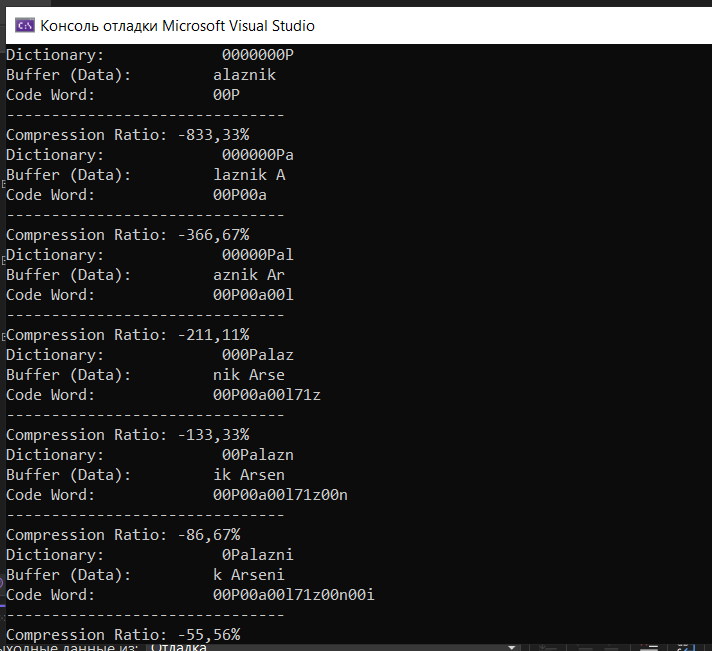 C:\ Консоль отладки Microsoft Visual Studio
Dictionary: 0000000P
Buffer (Data): alaznik
Code Word: 00P
-------------------------------
Compression Ratio: -833,33%
Dictionary: 000000Pa
Buffer (Data): laznik A
Code Word: 00P00a
-------------------------------
Compression Ratio: -366,67%
Dictionary: 00000Pal
Buffer (Data): aznik Ar
Code Word: 00P00a00l
-------------------------------
Compression Ratio: -211,11%
Dictionary: 000Palaz
Buffer (Data): nik Arse
Code Word: 00P00a00l71z
-------------------------------
Compression Ratio: -133,33%
Dictionary: 00Palazn
Buffer (Data): ik Arsen
Code Word: 00P00a00l71z00n
-------------------------------
Compression Ratio: -86,67%
Dictionary: 0Palazni
Buffer (Data): k Arseni
Code Word: 00P00a00l71z00n00i
-------------------------------
Compression Ratio: -55,56%
ыходные данные из: Отладка